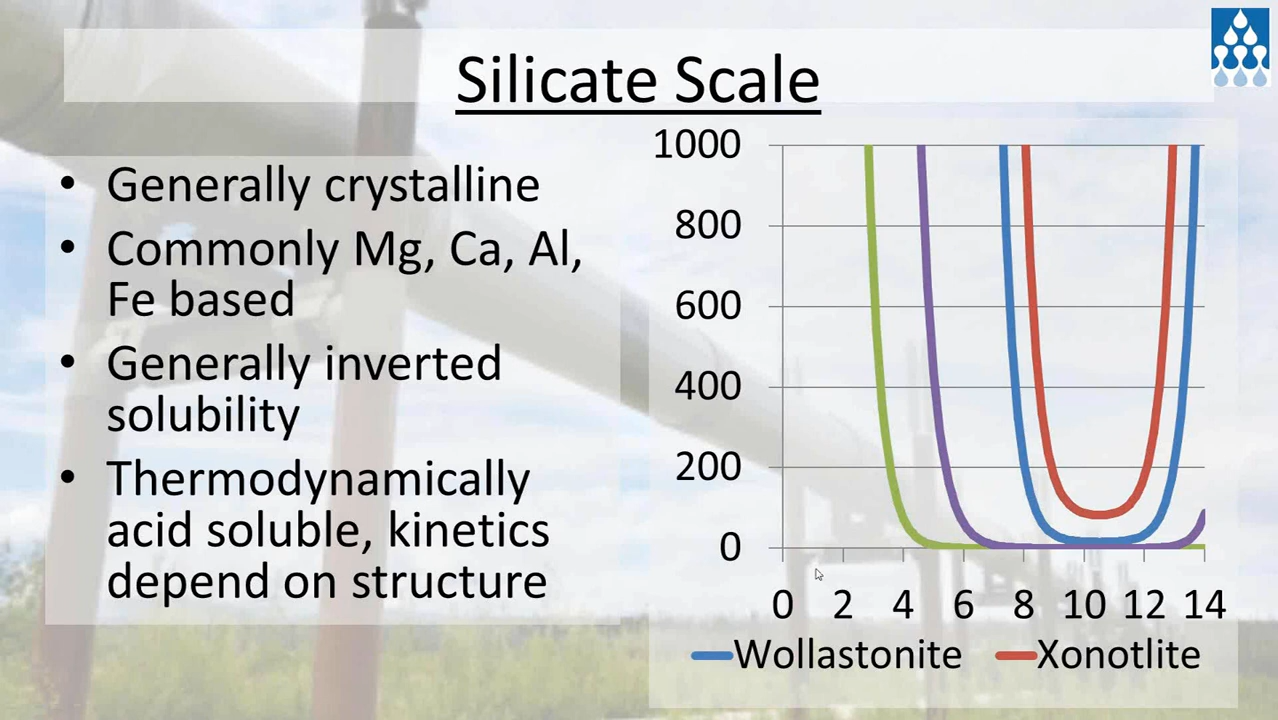 Silicate Scale
• Generally crystalline
• Commonly Mg, Ca, Al,
Fe based
• Generally inverted
solubility
• Thermodynamically
acid soluble, kinetics
depend on structure
1000
800
600
400
200
0
0 2 4 6 8 10 12 14
Wollastonite Xonotlite